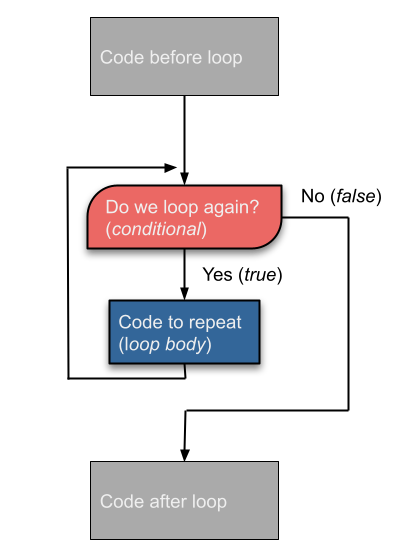 Code before loop
Do we loop again?
(conditional)
No (false)
Yes (true)
Code to repeat
(loop body)
Code after loop